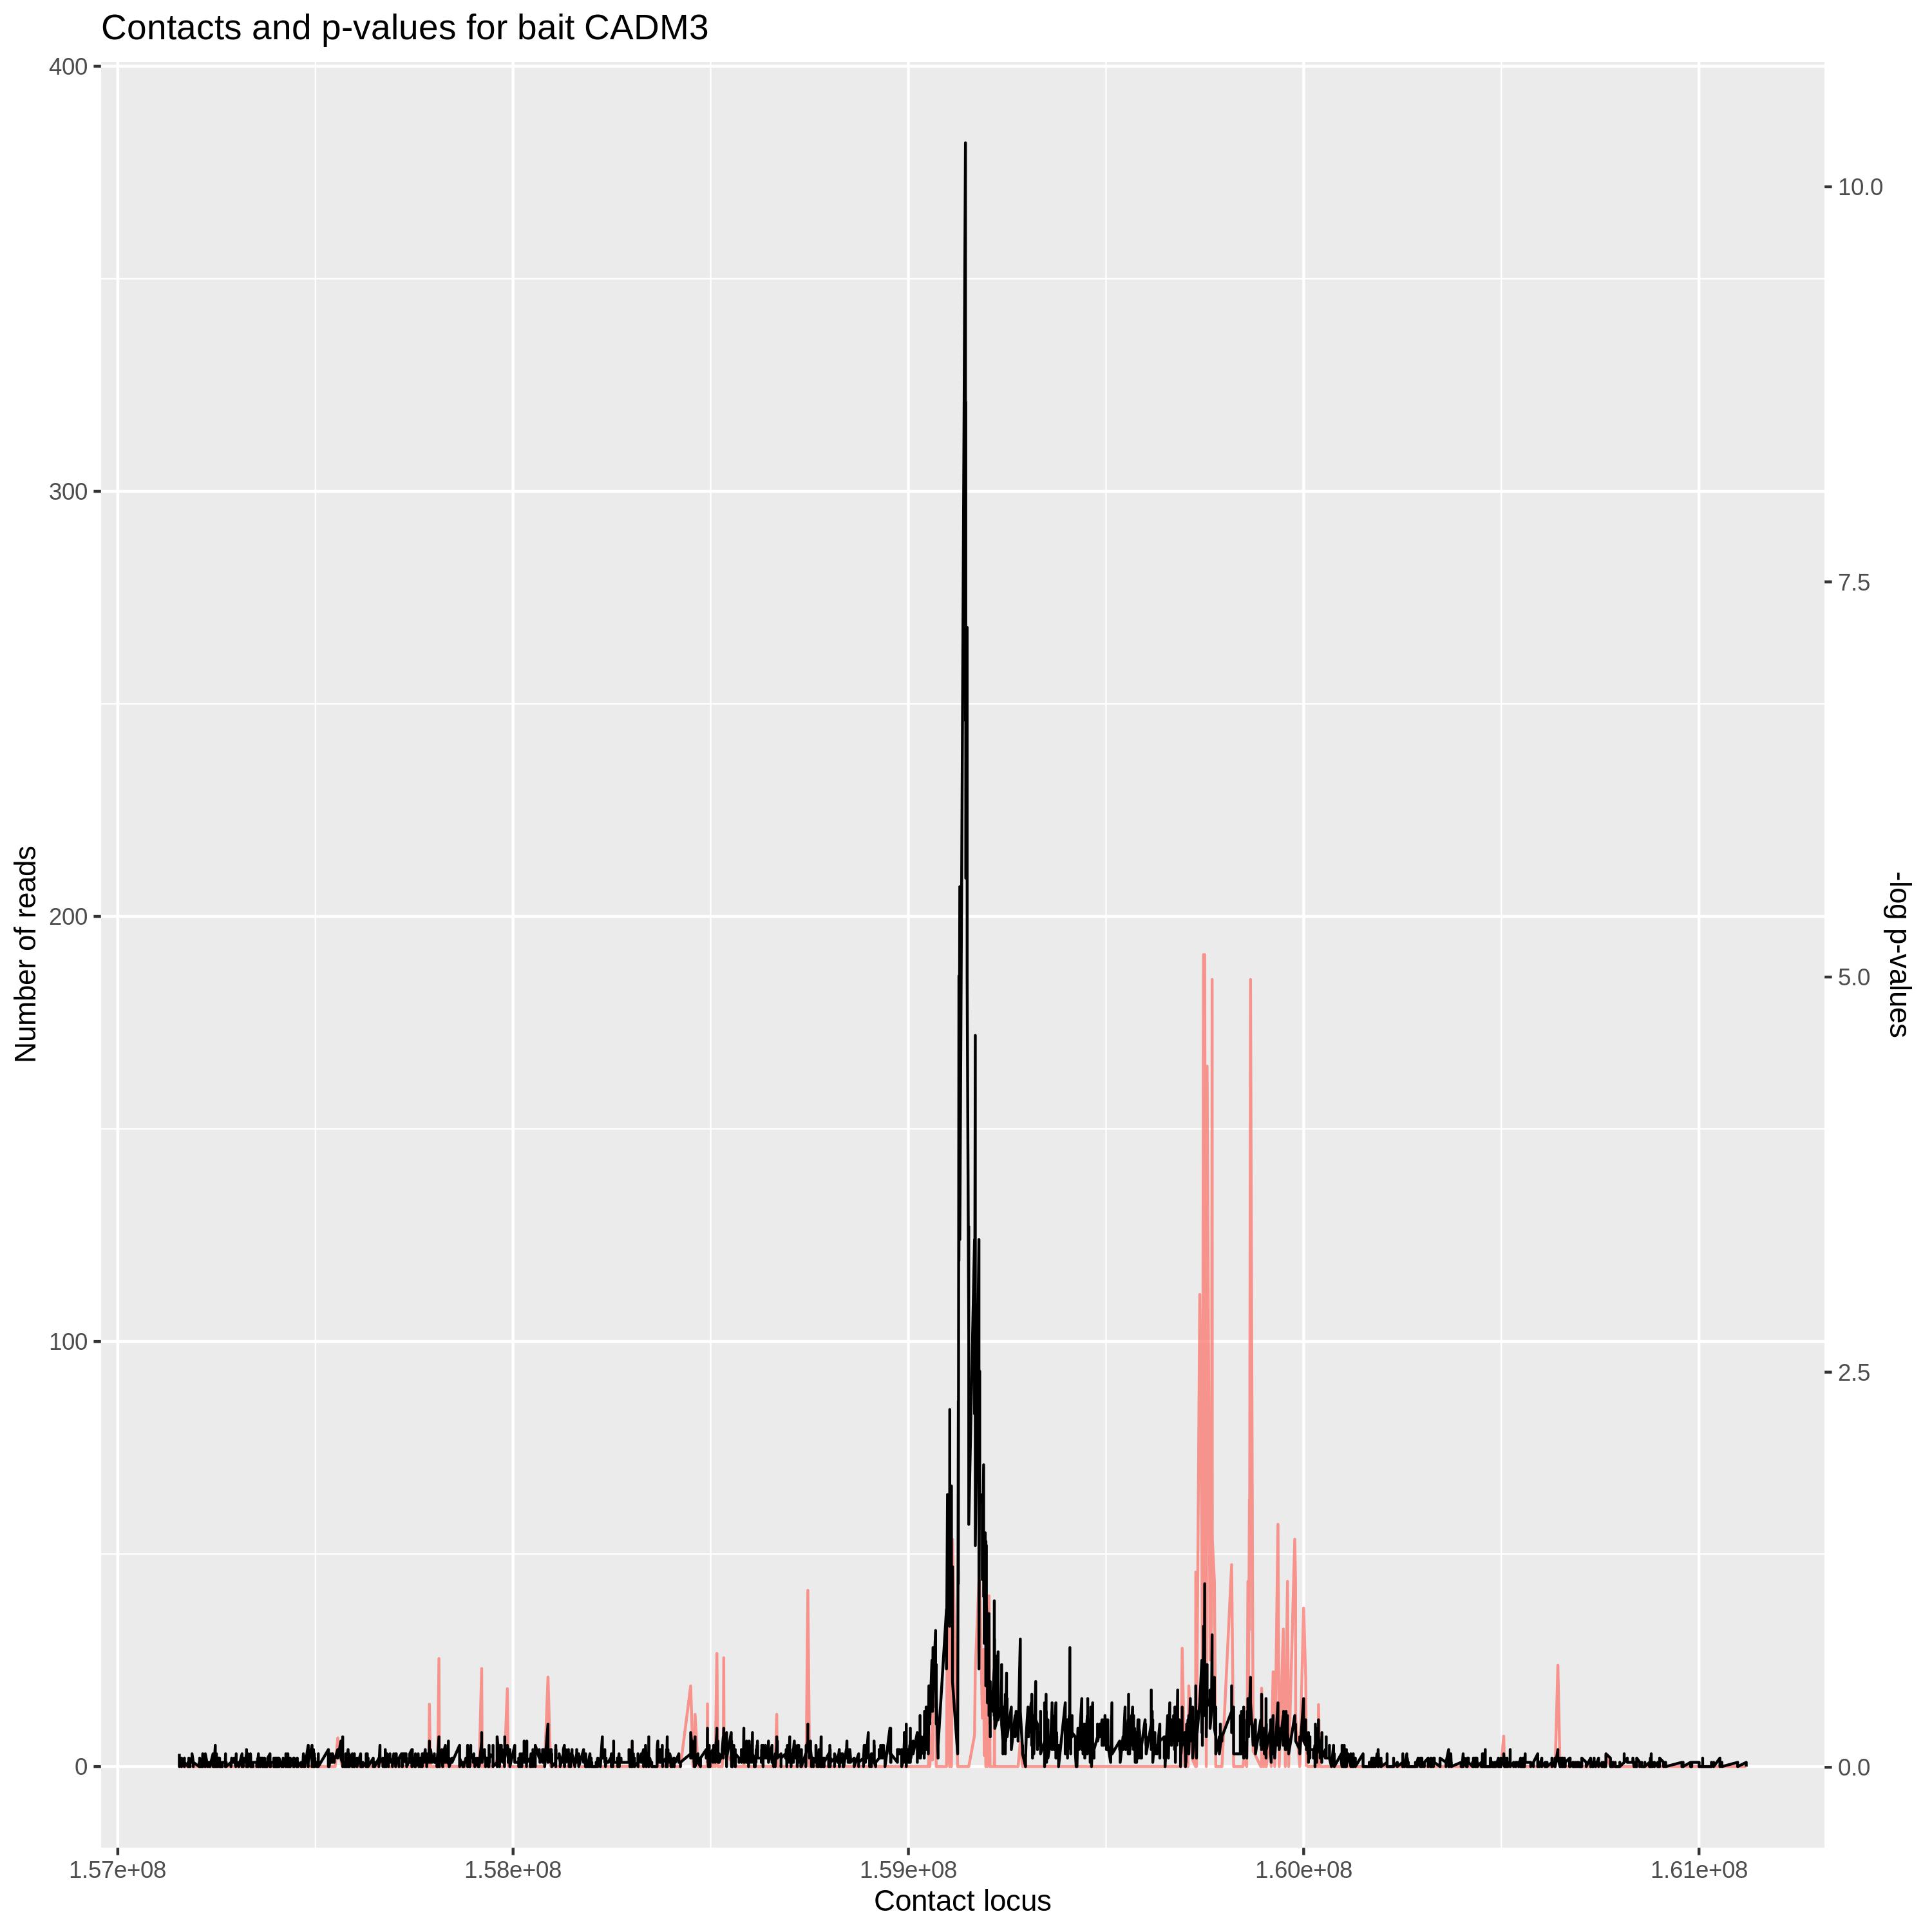 Contacts and p-values for bait CADM3
400
300
200
100
0
Number of reads
10.0
7.5
5.0
2.5
0.0
-log p-values
1.57e+08
1.58e+08
1.59e+08
1.60e+08
1.61e+08
Contact locus